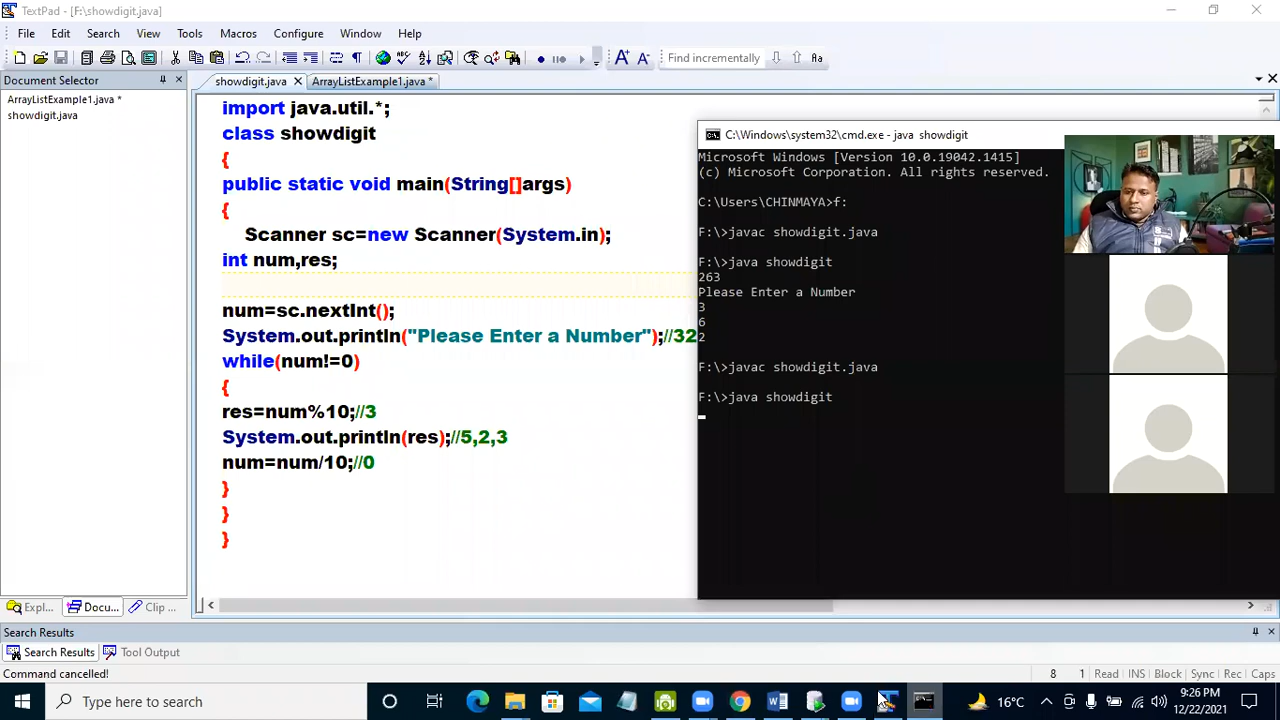 TextPad - [F:\showdigit.java]
File Edit Search View Tools Macros Configure Window Help
Find incrementally Aa
Document Selector
ArrayListExample1.java *
showdigit.java
showdigit.java ArrayListExample1.java *
import java.util.*;
class showdigit
{
public static void main(String[]args)
{
Scanner sc=new Scanner(System.in);
int num,res;
num=sc.nextInt();
System.out.println("Please Enter a Number");//32
while(num!=0)
{
res=num%10;//3
System.out.println(res);//5,2,3
num=num/10;//0
}
}
}
C:\Windows\system32\cmd.exe - java showdigit
Microsoft Windows [Version 10.0.19042.1415]
(c) Microsoft Corporation. All rights reserved.
C:\Users\CHINMAYA>f:
F:\>javac showdigit.java
F:\>java showdigit
263
Please Enter a Number
3
6
2
F:\>javac showdigit.java
F:\>java showdigit
Expl... Docu... Clip ...
Search Results
Search Results Tool Output
Command cancelled!
8 1 Read INS Block Sync Rec Caps
Type here to search
16°C
9:26 PM
12/22/2021